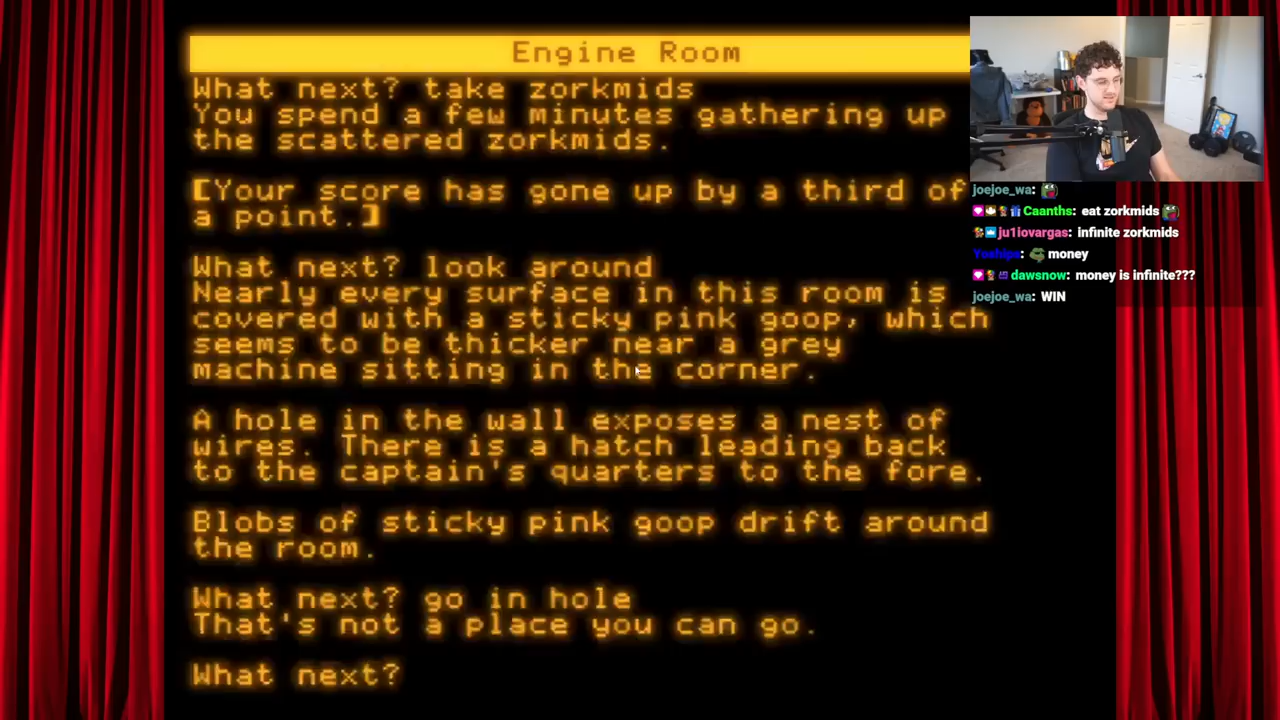 Engine Room
What next? take zorkmids
You spend a few minutes gathering up
the scattered zorkmids.
[Your score has gone up by a third of
a point.]
What next? look around
Nearly every surface in this room is
covered with a sticky pink goop, which
seems to be thicker near a grey
machine sitting in the corner.
A hole in the wall exposes a nest of
wires. There is a hatch leading back
to the captain's quarters to the fore.
Blobs of sticky pink goop drift around
the room.
What next? go in hole
That's not a place you can go.
What next?
joejoe_wa:
Caanths: eat zorkmids
ju1iovargas: infinite zorkmids
Yoships: money
dawsnow: money is infinite???
joejoe_wa: WIN